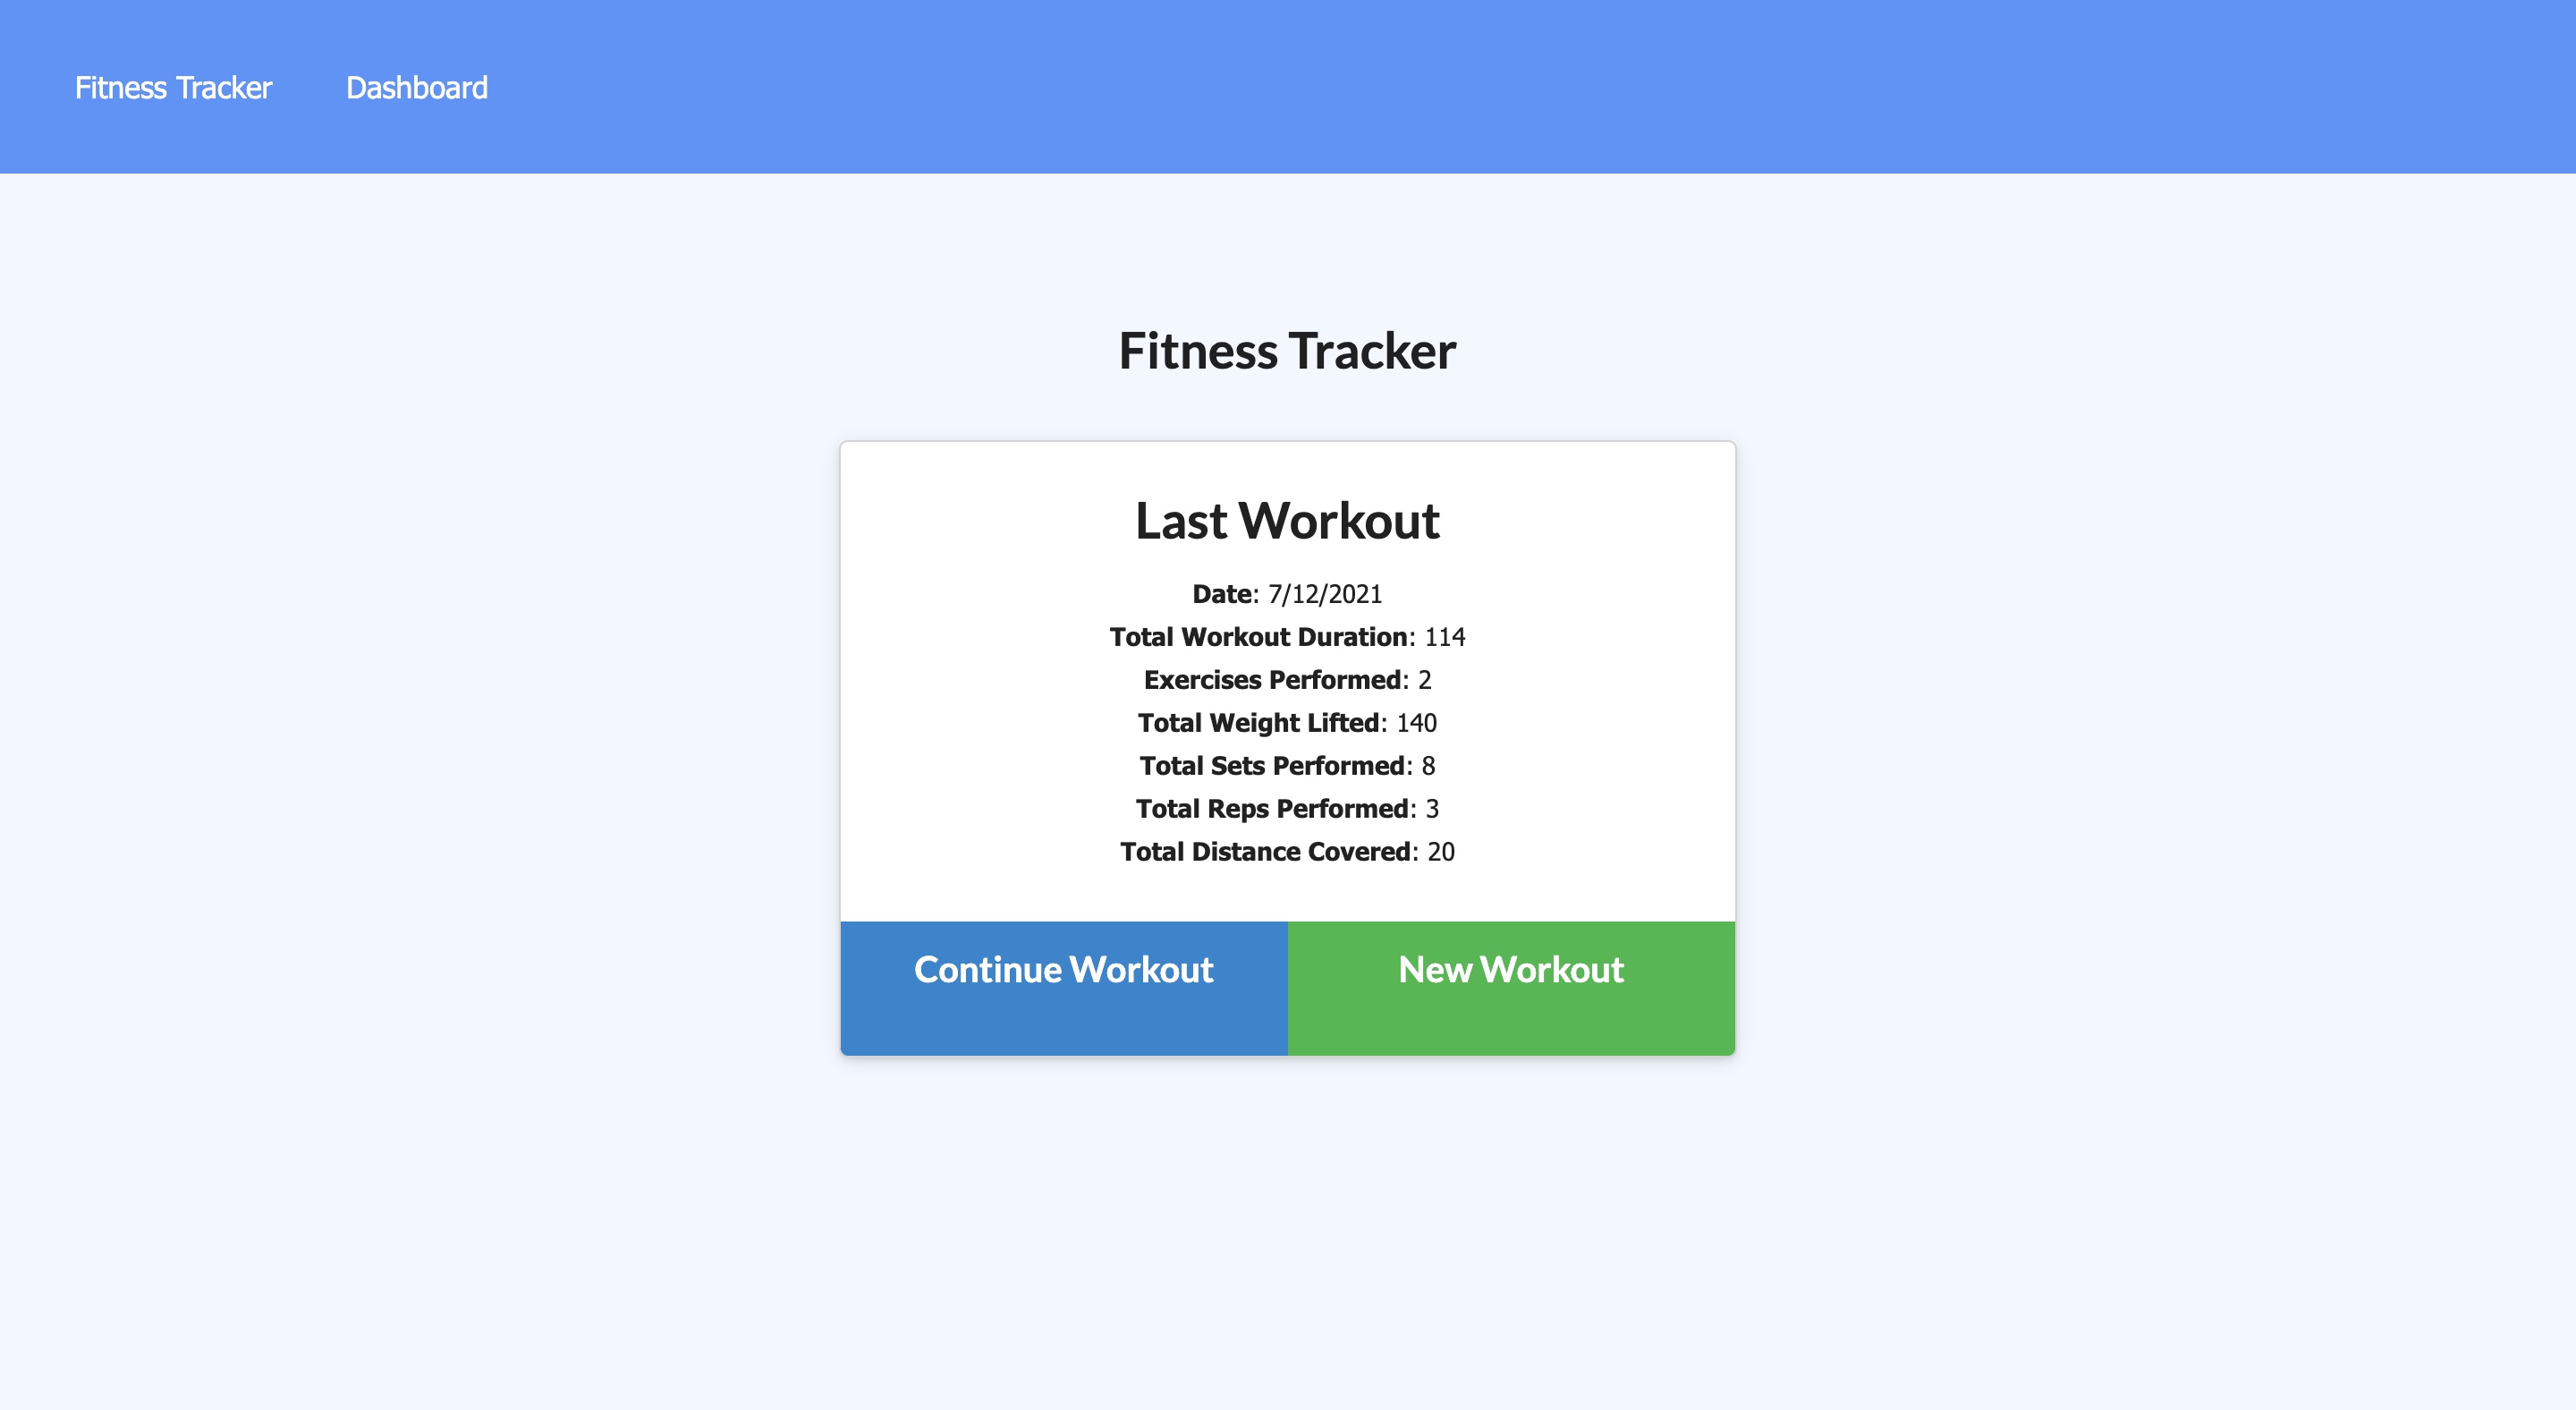 Fitness Tracker Dashboard
Fitness Tracker
Last Workout
Date: 7/12/2021
Total Workout Duration: 114
Exercises Performed: 2
Total Weight Lifted: 140
Total Sets Performed: 8
Total Reps Performed: 3
Total Distance Covered: 20
Continue Workout New Workout